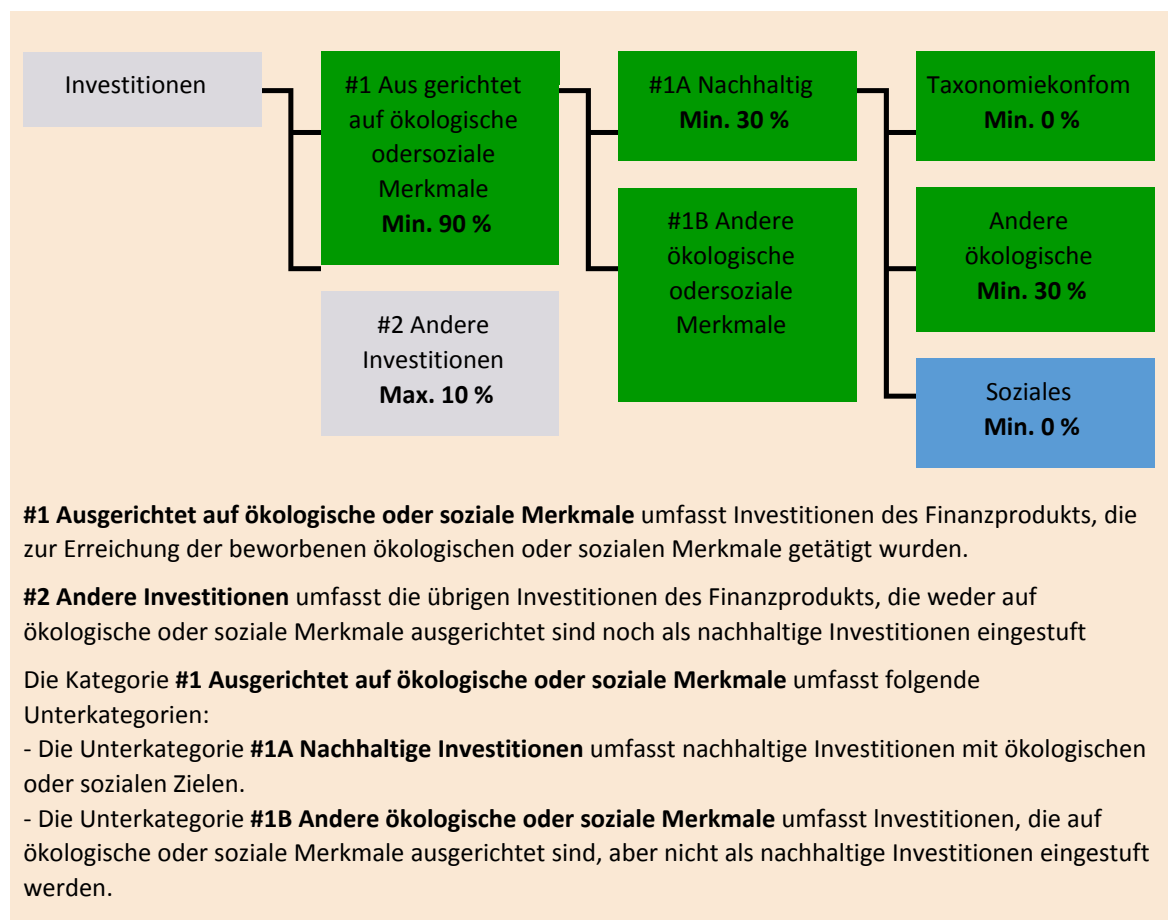 Investitionen
#1 Aus gerichtet
auf ökologische
odersoziale
Merkmale
Min. 90 %
#2 Andere
Investitionen
Max. 10 %
#1A Nachhaltig
Min. 30 %
#1B Andere
ökologische
odersoziale
Merkmale
Taxonomiekonfom
Min. 0 %
Andere
ökologische
Min. 30 %
Soziales
Min. 0 %
#1 Ausgerichtet auf ökologische oder soziale Merkmale umfasst Investitionen des Finanzprodukts, die
zur Erreichung der beworbenen ökologischen oder sozialen Merkmale getätigt wurden.
#2 Andere Investitionen umfasst die übrigen Investitionen des Finanzprodukts, die weder auf
ökologische oder soziale Merkmale ausgerichtet sind noch als nachhaltige Investitionen eingestuft
Die Kategorie #1 Ausgerichtet auf ökologische oder soziale Merkmale umfasst folgende
Unterkategorien:
- Die Unterkategorie #1A Nachhaltige Investitionen umfasst nachhaltige Investitionen mit ökologischen
oder sozialen Zielen.
- Die Unterkategorie #1B Andere ökologische oder soziale Merkmale umfasst lnvestitionen, die auf
ökologische oder soziale Merkmale ausgerichtet sind, aber nicht als nachhaltige Investitionen eingestuft
werden.